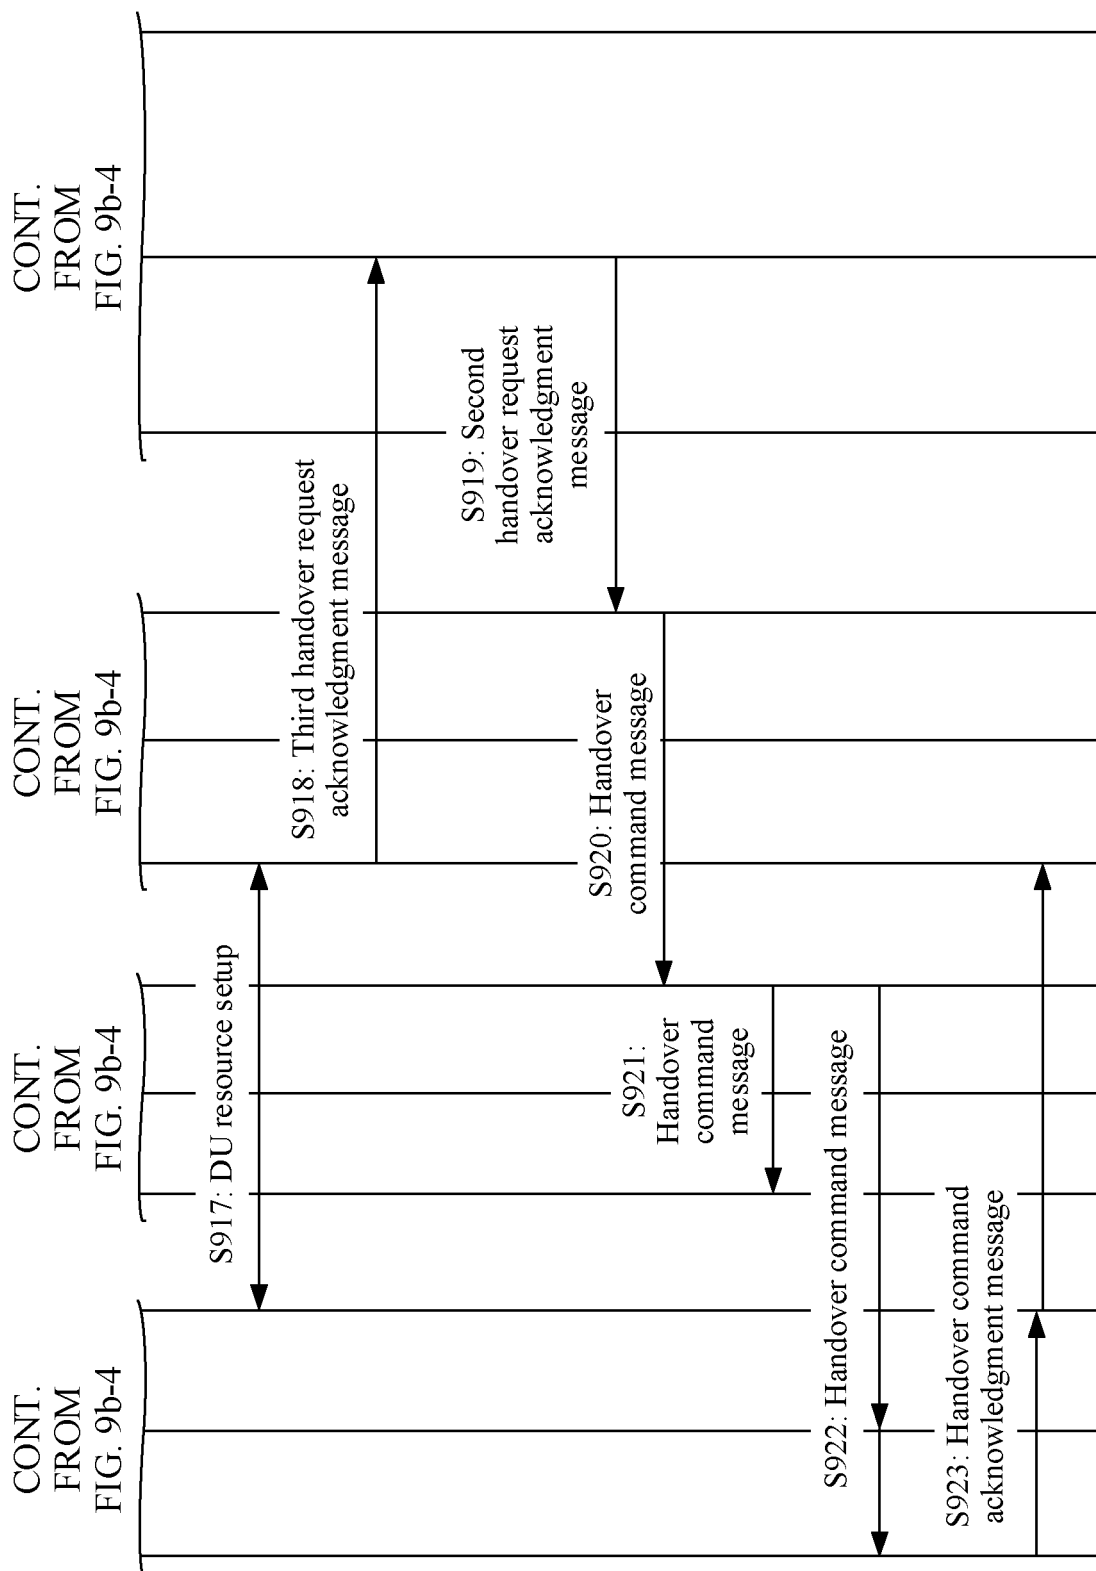 CONT.
FROM
FIG. 9b-4
CONT.
FROM
FIG. 9b-4
CONT.
FROM
FIG. 9b-4
CONT.
FROM
FIG. 9b-4
S917: DU resource setup
S918: Third handover request
acknowledgment message
S919: Second
handover request
acknowledgment
message
S920: Handover
command message
S921:
Handover
command
message
S922: Handover command message
S923: Handover command
acknowledgment message